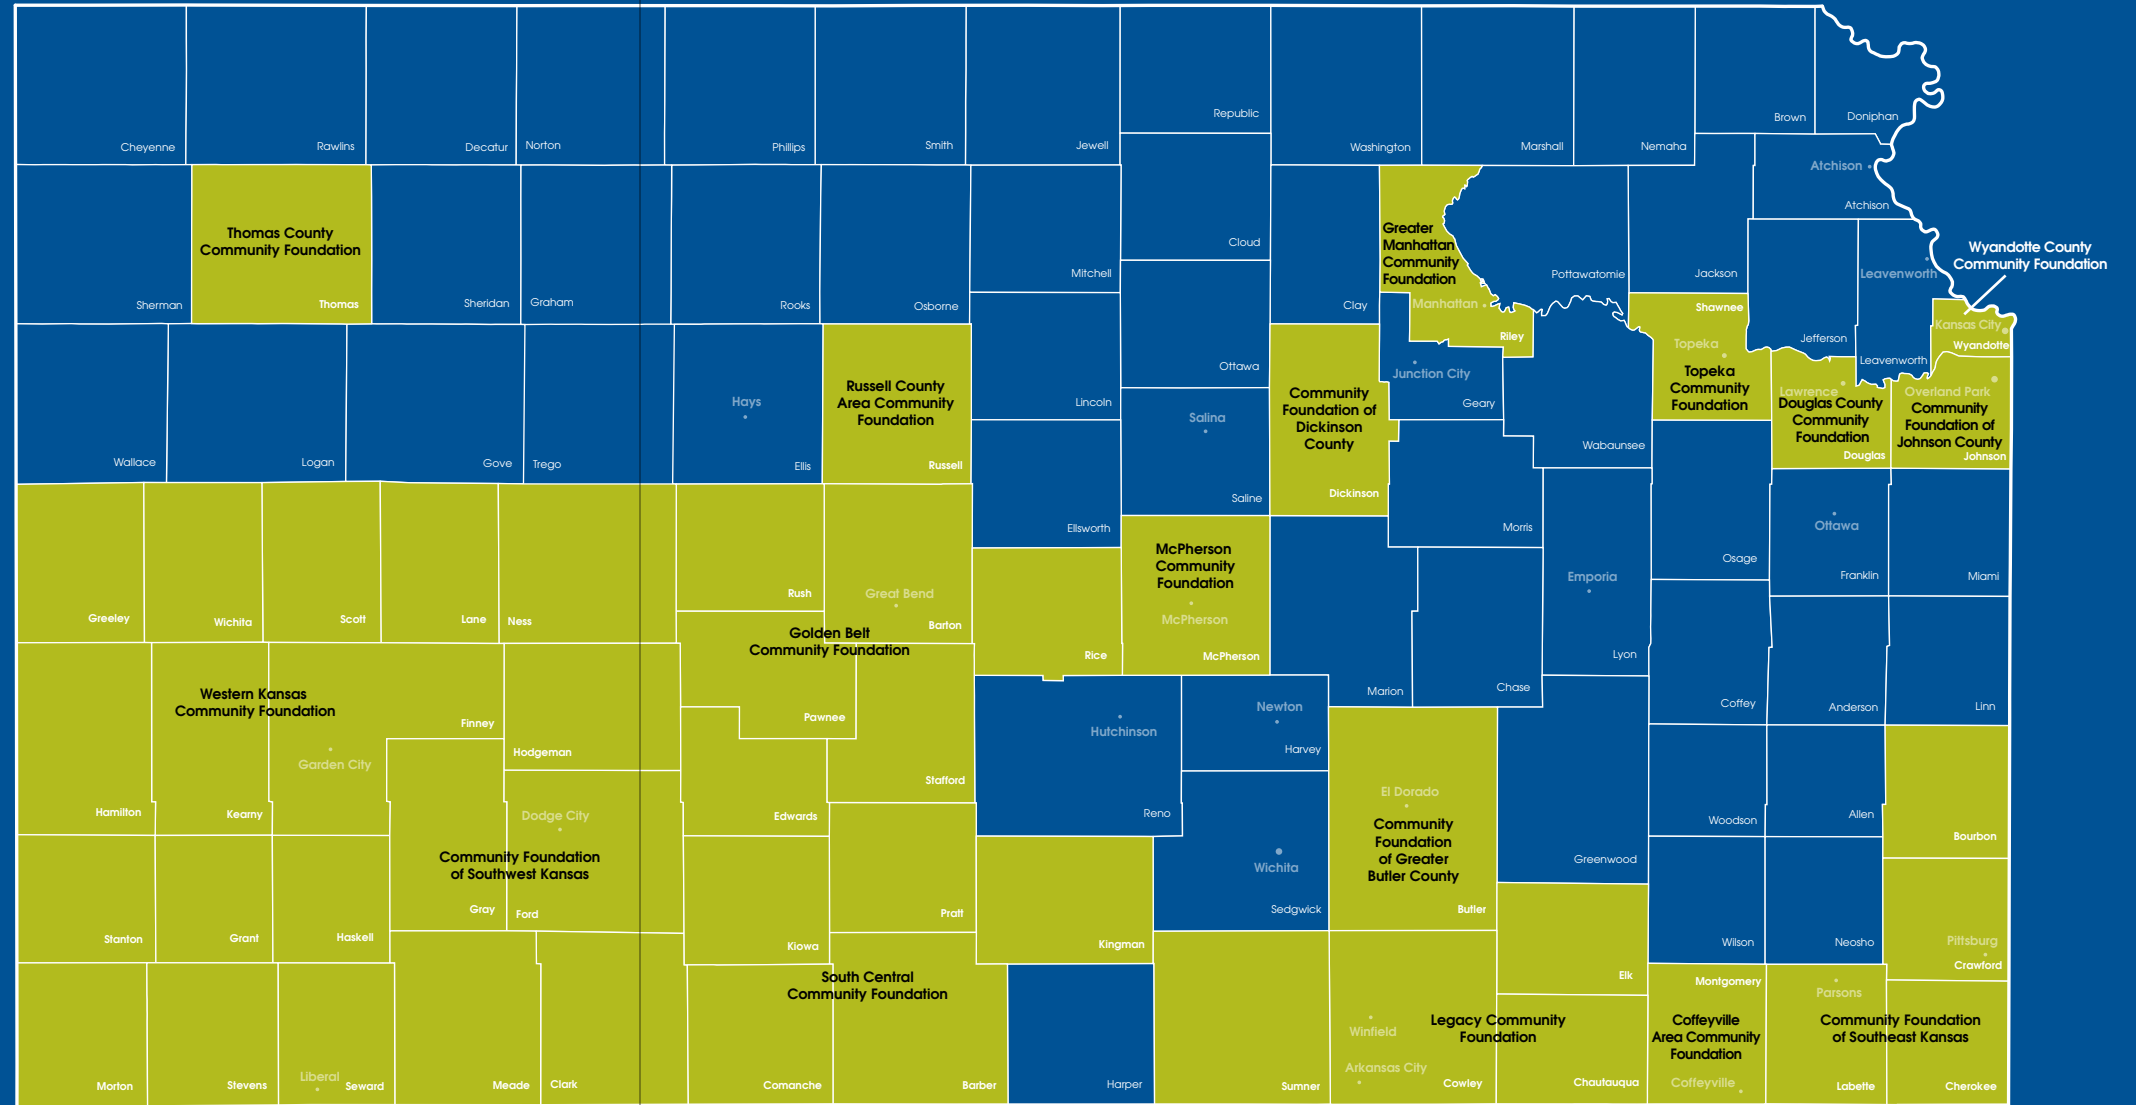 Republic
Brown
Doniphan
Cheyenne
Rawlins
Decatur
Norton
Phillips
Smith
Jewell
Washington
Marshall
Nemaha
Atchison
Atchison
Thomas County
Community Foundation
Thomas
Sherman
Sheridan
Graham
Rooks
Osborne
Mitchell
Cloud
Clay
Greater
Manhattan
Community
Foundation
Manhattan
Riley
Pottawatomie
Jackson
Leavenworth
Wyandotte County
Community Foundation
Shawnee
Topeka
Topeka
Community
Foundation
Jefferson
Leavenworth
Kansas City
Wyandotte
Wallace
Logan
Gove
Trego
Hays
Ellis
Russell County
Area Community
Foundation
Russell
Lincoln
Ottawa
Salina
Saline
Community
Foundation of
Dickinson
County
Dickinson
Junction City
Geary
Wabaunsee
Lawrence
Douglas County
Community
Foundation
Douglas
Overland Park
Community
Foundation of
Johnson County
Johnson
Ellsworth
Morris
Osage
Ottawa
Franklin
Miami
McPherson
Community
Foundation
McPherson
McPherson
Emporia
Lyon
Greeley
Wichita
Scott
Lane
Ness
Rush
Great Bend
Barton
Golden Belt
Community Foundation
Rice
Marion
Chase
Coffey
Anderson
Linn
Western Kansas
Community Foundation
Finney
Garden City
Hodgeman
Pawnee
Stafford
Hutchinson
Reno
Newton
Harvey
Hamilton
Kearny
Dodge City
Edwards
Community Foundation
of Southwest Kansas
Gray
Ford
Pratt
El Dorado
Community
Foundation
of Greater
Butler County
Butler
Wichita
Sedgwick
Greenwood
Woodson
Allen
Bourbon
Stanton
Grant
Haskell
Kiowa
Kingman
Wilson
Neosho
Pittsburg
Crawford
South Central
Community Foundation
Elk
Montgomery
Parsons
Winfield
Arkansas City
Legacy Community
Foundation
Coffeyville
Area Community
Foundation
Coffeyville
Community Foundation
of Southeast Kansas
Morton
Stevens
Liberal
Seward
Meade
Clark
Comanche
Barber
Harper
Sumner
Cowley
Chautauqua
Labette
Cherokee